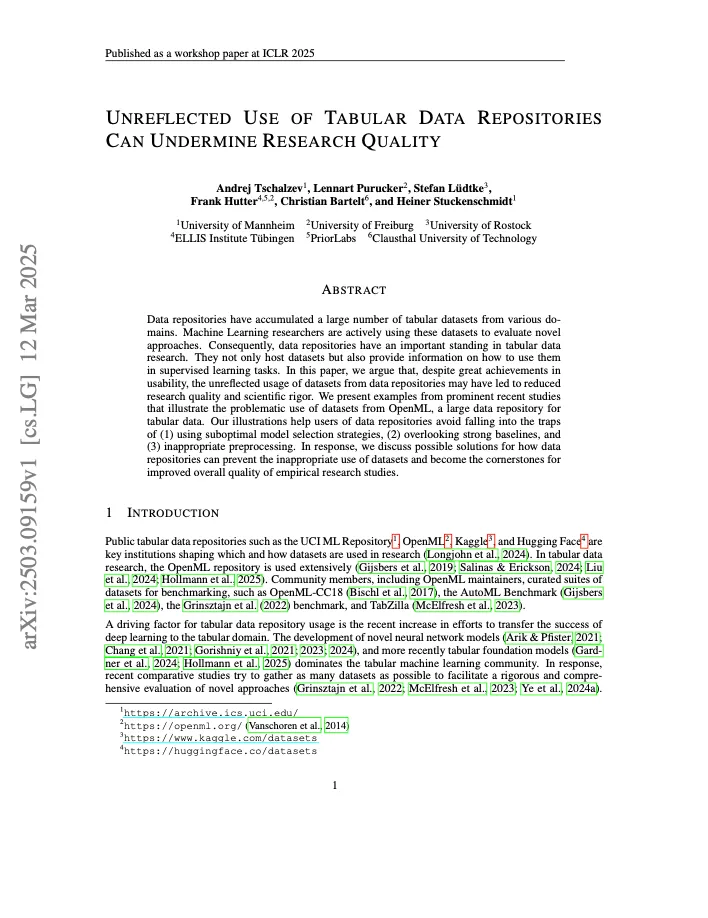 Published as a workshop paper at ICLR 2025
UNREFLECTED USE OF TABULAR DATA REPOSITORIES
CAN UNDERMINE RESEARCH QUALITY
Andrej Tschalzev1, Lennart Purucker2, Stefan Lüdtke3,
Frank Hutter4,5,2, Christian Bartelt6, and Heiner Stuckenschmidt1
1University of Mannheim 2University of Freiburg 3University of Rostock
4ELLIS Institute Tübingen 5PriorLabs 6Clausthal University of Technology
ABSTRACT
Data repositories have accumulated a large number of tabular datasets from various do-
mains. Machine Learning researchers are actively using these datasets to evaluate novel
approaches. Consequently, data repositories have an important standing in tabular data
research. They not only host datasets but also provide information on how to use them
in supervised learning tasks. In this paper, we argue that, despite great achievements in
usability, the unreflected usage of datasets from data repositories may have led to reduced
research quality and scientific rigor. We present examples from prominent recent studies
that illustrate the problematic use of datasets from OpenML, a large data repository for
tabular data. Our illustrations help users of data repositories avoid falling into the traps
of (1) using suboptimal model selection strategies, (2) overlooking strong baselines, and
(3) inappropriate preprocessing. In response, we discuss possible solutions for how data
repositories can prevent the inappropriate use of datasets and become the cornerstones for
improved overall quality of empirical research studies.
1 INTRODUCTION
Public tabular data repositories such as the UCI ML Repository1, OpenML2, Kaggle3, and Hugging Face4 are
key institutions shaping which and how datasets are used in research (Longjohn et al., 2024). In tabular data
research, the OpenML repository is used extensively (Gijsbers et al., 2019; Salinas & Erickson, 2024; Liu
et al., 2024; Hollmann et al., 2025). Community members, including OpenML maintainers, curated suites of
datasets for benchmarking, such as OpenML-CC18 (Bischl et al., 2017), the AutoML Benchmark (Gijsbers
et al., 2024), the Grinsztajn et al. (2022) benchmark, and TabZilla (McElfresh et al., 2023).
A driving factor for tabular data repository usage is the recent increase in efforts to transfer the success of
deep learning to the tabular domain. The development of novel neural network models (Arik & Pfister, 2021;
Chang et al., 2021; Gorishniy et al., 2021; 2023; 2024), and more recently tabular foundation models (Gard-
ner et al., 2024; Hollmann et al., 2025) dominates the tabular machine learning community. In response,
recent comparative studies try to gather as many datasets as possible to facilitate a rigorous and compre-
hensive evaluation of novel approaches (Grinsztajn et al., 2022; McElfresh et al., 2023; Ye et al., 2024a).
1https://archive.ics.uci.edu/
2https://openml.org/ (Vanschoren et al., 2014)
3https://www.kaggle.com/datasets
4https://huggingface.co/datasets
1
arXiv:2503.09159v1 [cs.LG] 12 Mar 2025